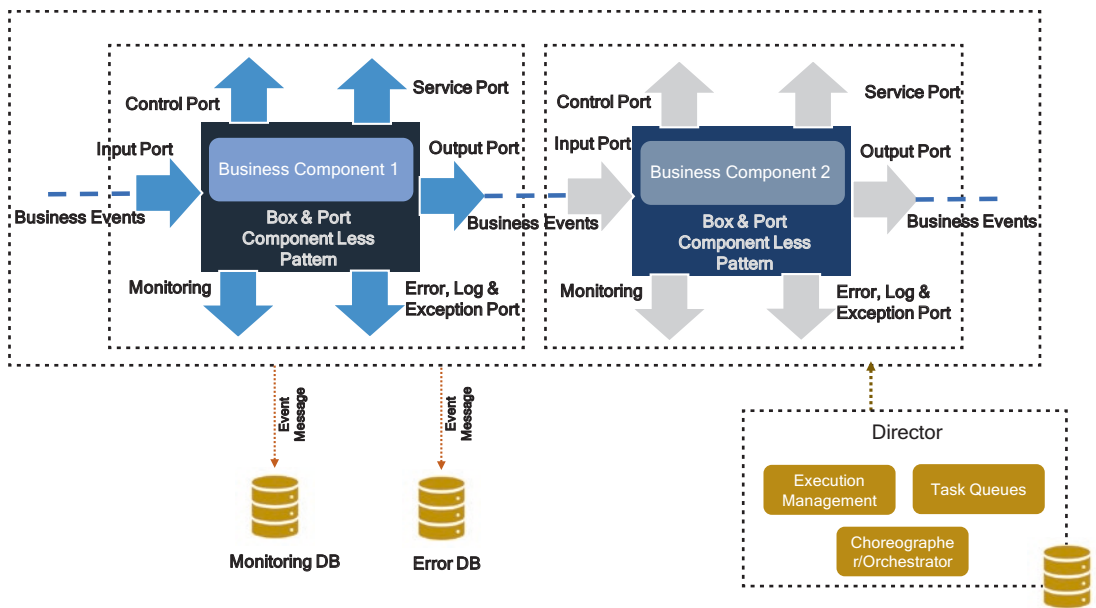 Control Port
Service Port
Input Port
Business Component 1
Output Port
Business Events
Box & Port
Component Less
Pattern
Monitoring
Error, Log &
Exception Port
Control Port
Service Port
Input Port
Business Component 2
Output Port
Business Events
Business Events
Box & Port
Component Less
Pattern
Monitoring
Error, Log &
Exception Port
Event
Message
Event
Message
Monitoring DB
Error DB
Director
Execution
Management
Task Queues
Choreographe
r/Orchestrator